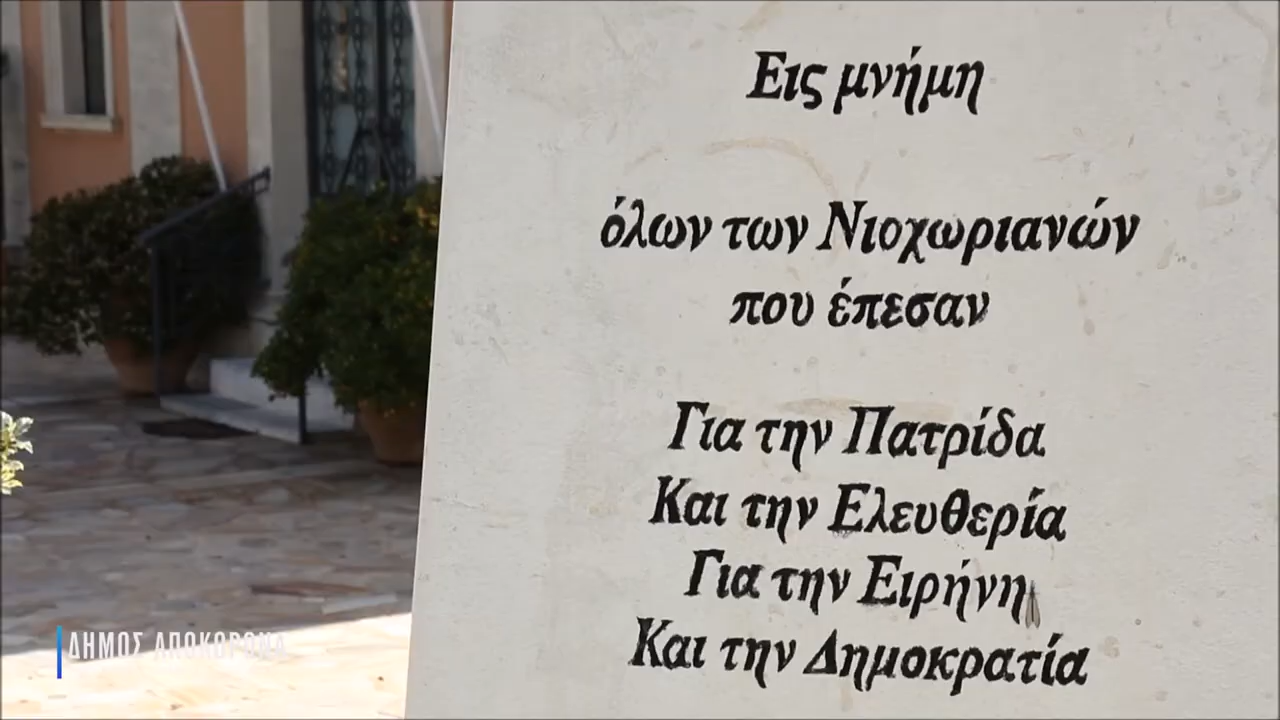 Εις μνήμη
όλων των Νιοχωριανών
που έπεσαν
Για την Πατρίδα
Και την Ελευθερία
Για την Ειρήνη
Και την Δημοκρατία
ΔΗΜΟΣ ΑΠΟΚΟΡΩΝΑ